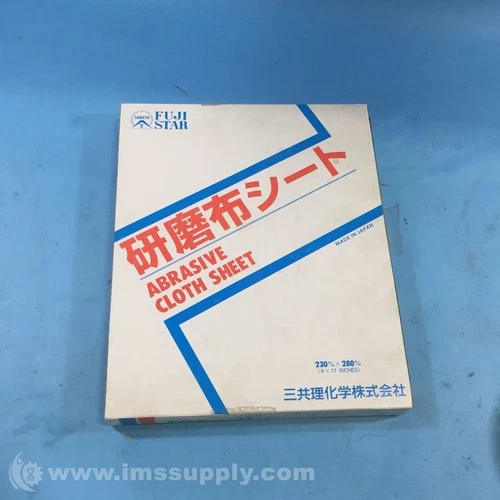 SANKYO
FUJI
STAR
研磨布シート
ABRASIVE
CLOTH SHEET
MADE IN JAPAN
230㎜×280㎜
(9×11 INCHES)
三共理化学株式会社
© www.imssupply.com